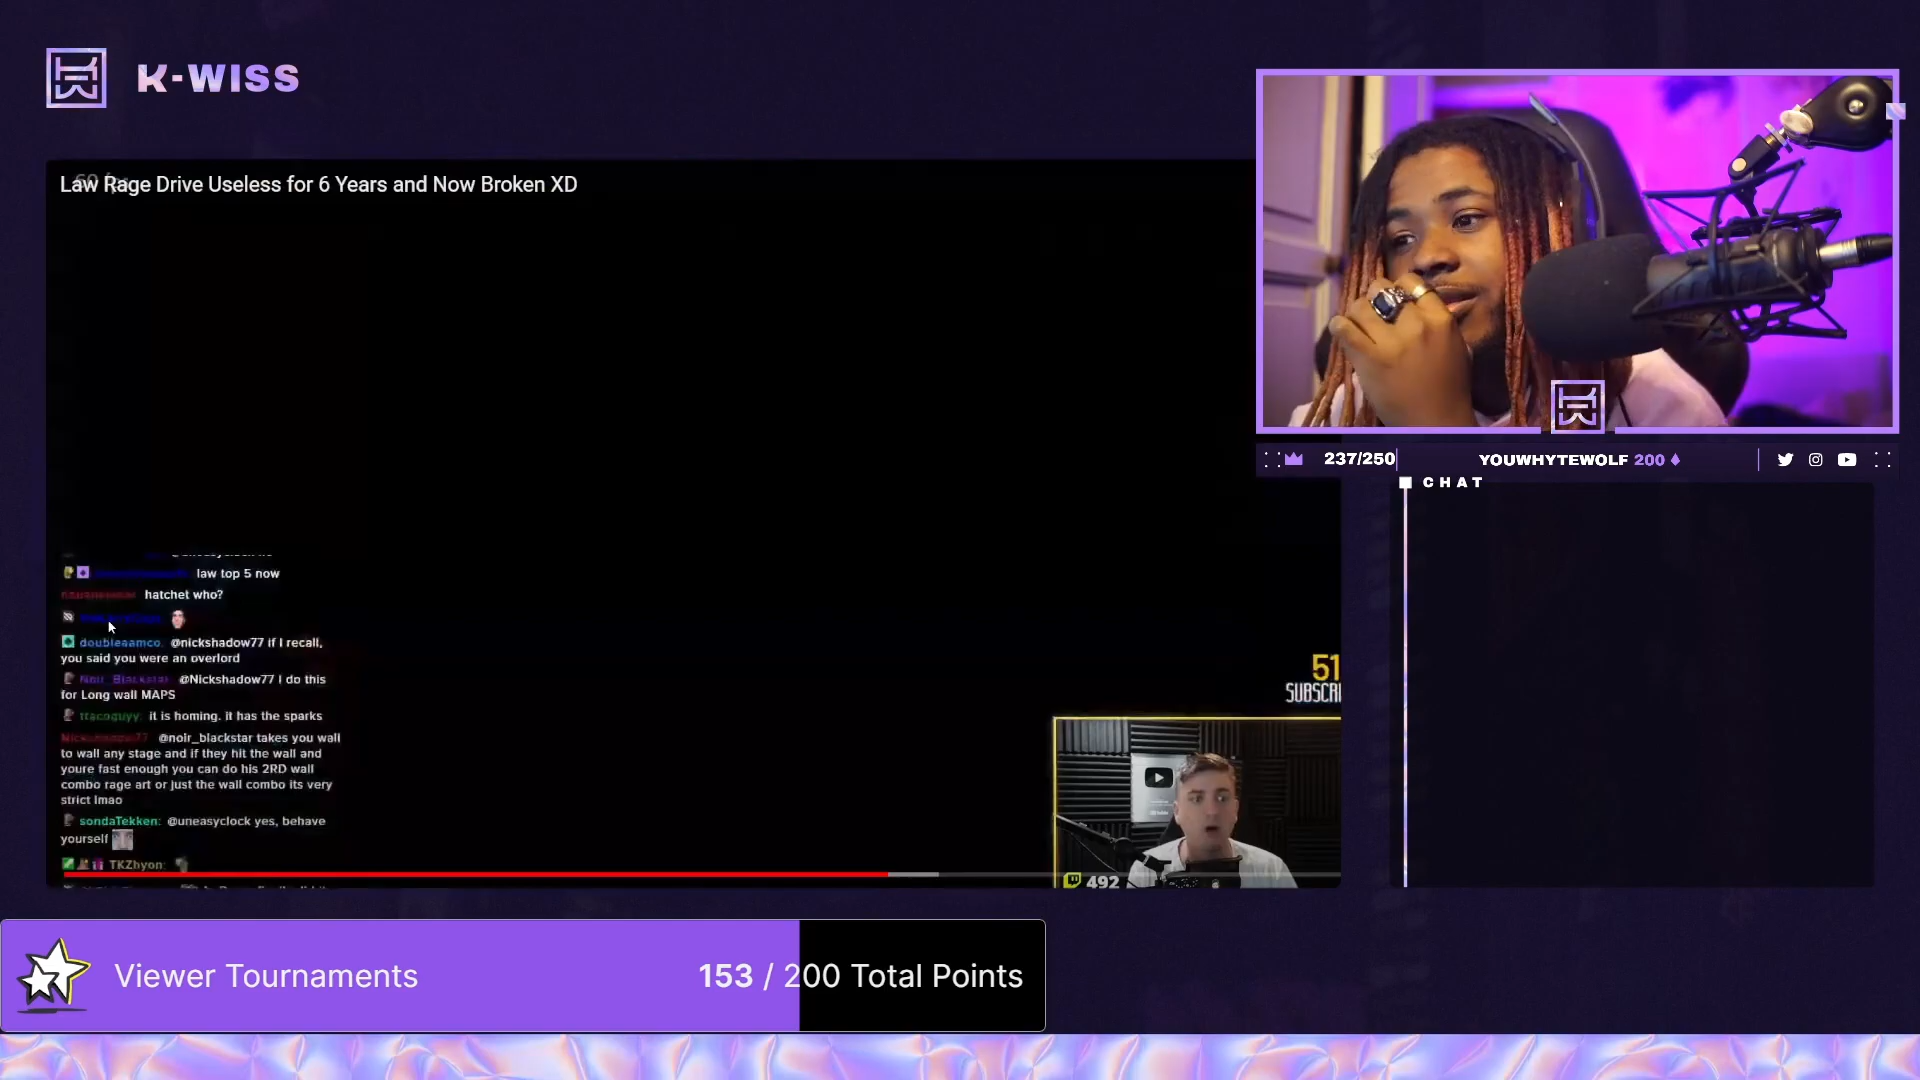 K-WISS
Law Rage Drive Useless for 6 Years and Now Broken XD
237/250
YOUWHYTEWOLF 200
CHAT
law top 5 now
hatchet who?
doubleaamco: @nickshadow77 if I recall,
you said you were an overlord
Noir_Blackstar: @Nickshadow77 I do this
for Long wall MAPS
ttacoguyy: it is homing. it has the sparks
Nickshadow77 @noir_blackstar takes you wall
to wall any stage and if they hit the wall and
youre fast enough you can do his 2RD wall
combo rage art or just the wall combo its very
strict lmao
sondaTekken: @uneasyclock yes, behave
yourself
TKZhyon:
51
SUBSCRI
492
Viewer Tournaments
153 / 200 Total Points